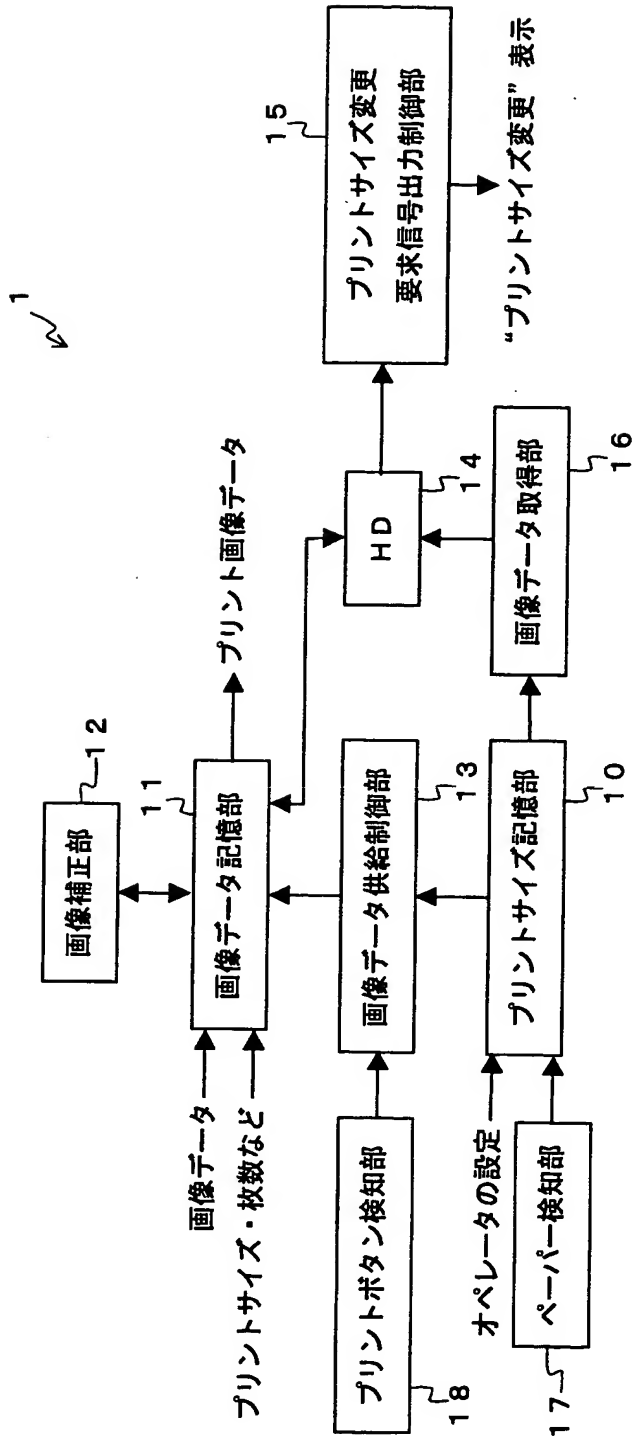 1
画像補正部
12
画像データ
プリントサイズ・枚数など
画像データ記憶部
11
プリント画像データ
プリントボタン検知部
18
画像データ供給制御部
13
HD
14
プリントサイズ変更
要求信号出力制御部
15
“プリントサイズ変更” 表示
オペレータの設定
ペーパー検知部
17
プリントサイズ記憶部
10
画像データ取得部
16